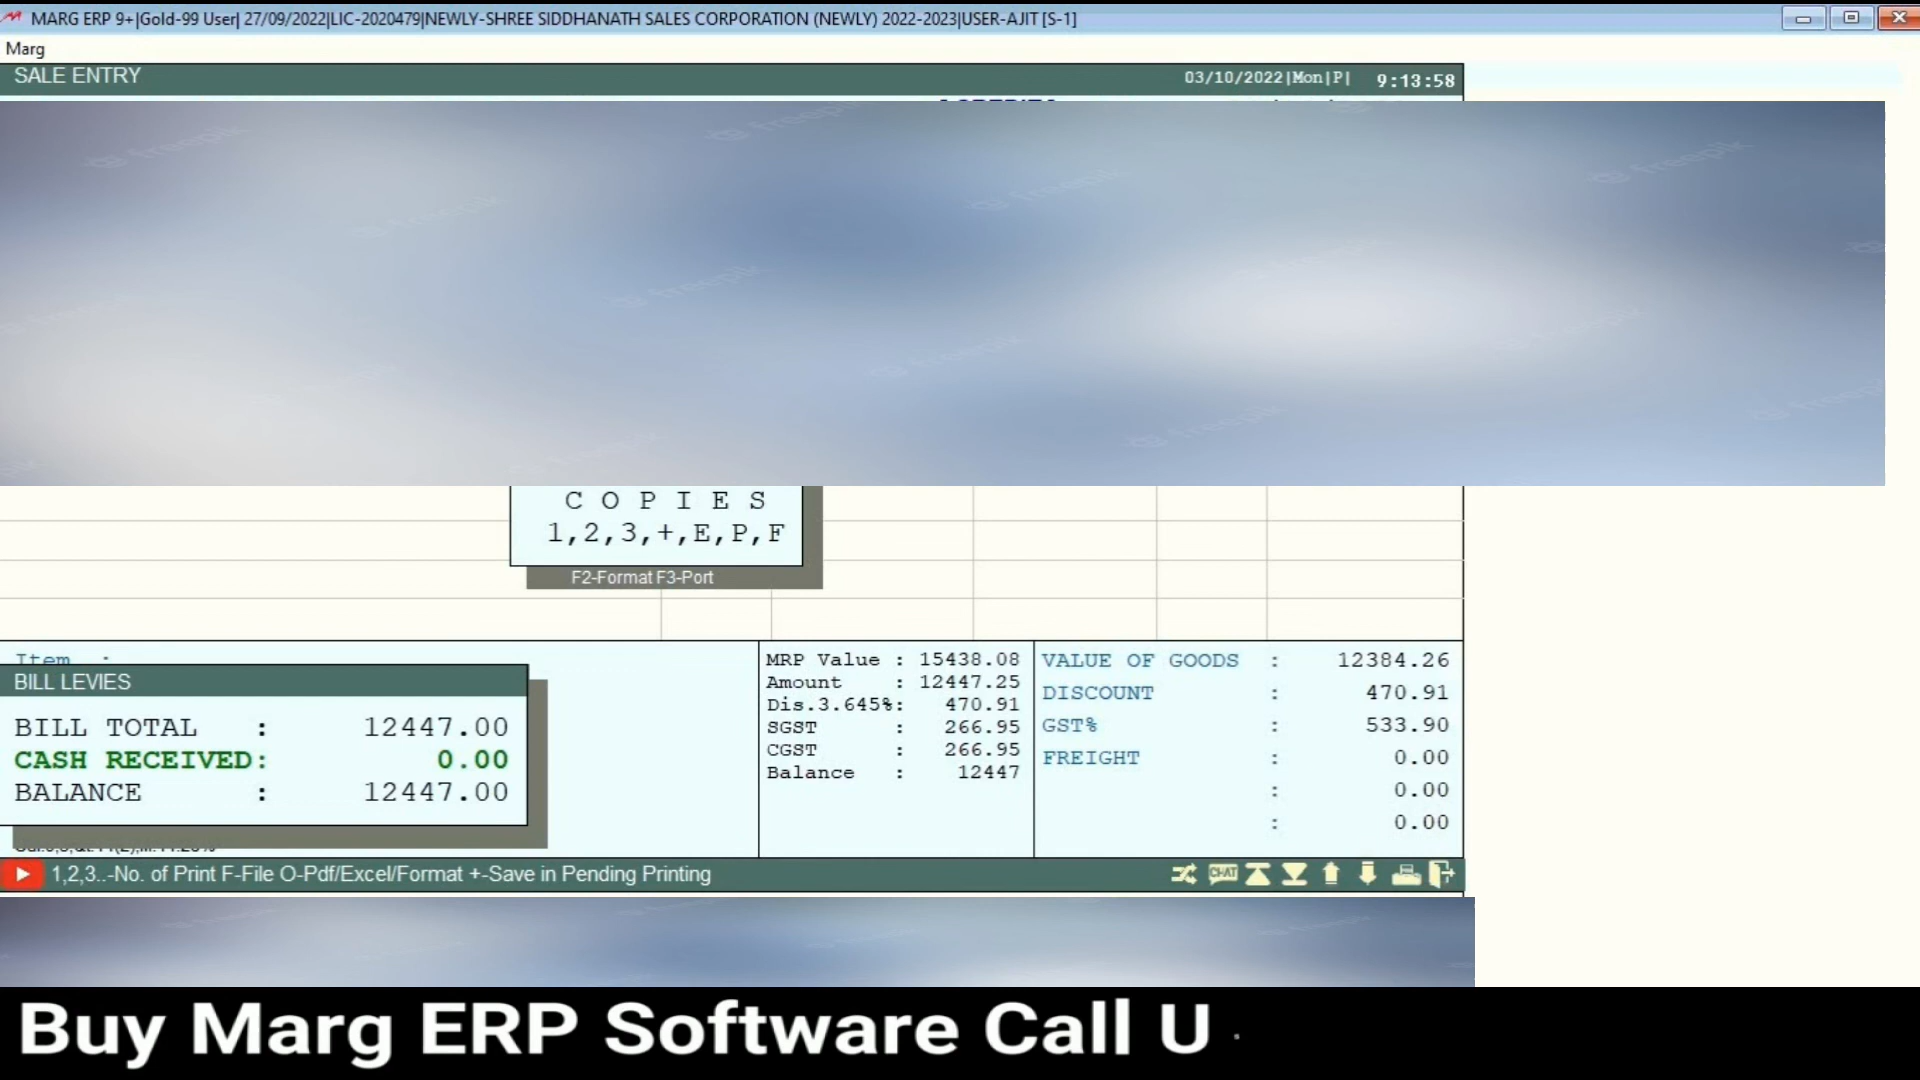 MARG ERP 9+|Gold-99 User| 27/09/2022|LIC-2020479|NEWLY-SHREE SIDDHANATH SALES CORPORATION (NEWLY) 2022-2023|USER-AJIT [S-1]
Marg
SALE ENTRY 03/10/2022|Mon|P| 9:13:58
freepik
C O P I E S
1,2,3,+,E,P,F
F2-Format F3-Port
Item :
BILL LEVIES
BILL TOTAL : 12447.00
CASH RECEIVED: 0.00
BALANCE : 12447.00
MRP Value : 15438.08
Amount : 12447.25
Dis.3.645%: 470.91
SGST : 266.95
CGST : 266.95
Balance : 12447
VALUE OF GOODS : 12384.26
DISCOUNT : 470.91
GST% : 533.90
FREIGHT : 0.00
: 0.00
: 0.00
1,2,3..-No. of Print F-File O-Pdf/Excel/Format +-Save in Pending Printing
CHAT
Buy Marg ERP Software Call U